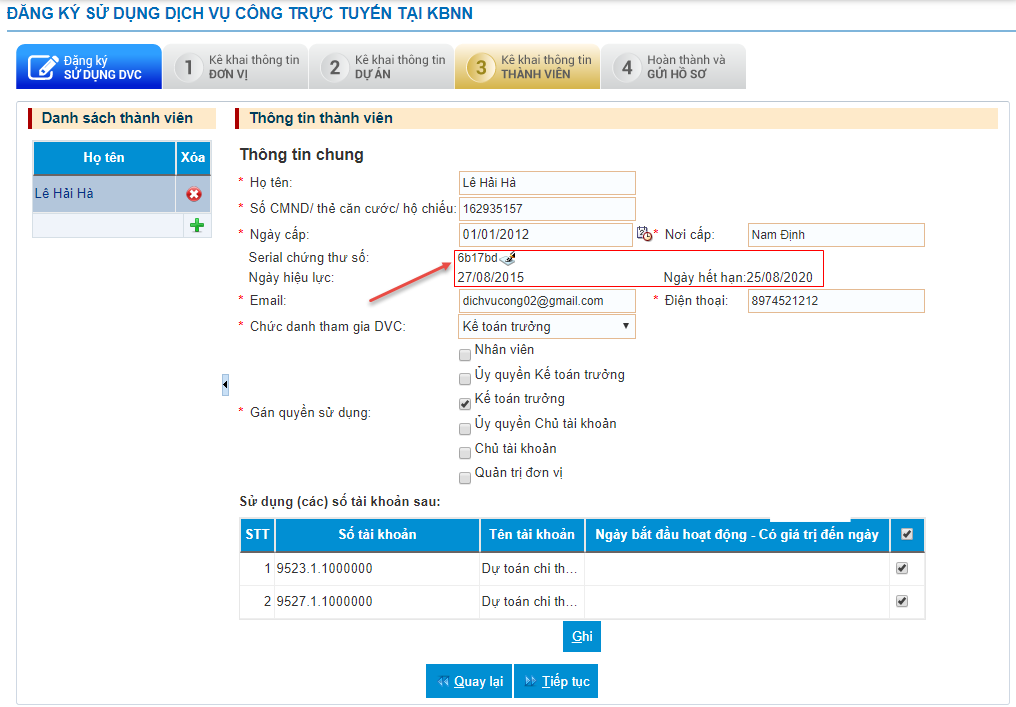 ĐĂNG KÝ SỬ DỤNG DỊCH VỤ CÔNG TRỰC TUYẾN TẠI KBNN
Đăng ký
SỬ DỤNG DVC
1 Kê khai thông tin
ĐƠN VỊ
2 Kê khai thông tin
DỰ ÁN
3 Kê khai thông tin
THÀNH VIÊN
4 Hoàn thành và
GỬI HỒ SƠ
Danh sách thành viên
Họ tên Xóa
Lê Hải Hà
Thông tin thành viên
Thông tin chung
* Họ tên: Lê Hải Hà
* Số CMND/ thẻ căn cước/ hộ chiếu: 162935157
* Ngày cấp: 01/01/2012 * Nơi cấp: Nam Định
Serial chứng thư số: 6b17bd
Ngày hiệu lực: 27/08/2015 Ngày hết hạn:25/08/2020
* Email: dichvucong02@gmail.com * Điện thoại: 8974521212
* Chức danh tham gia DVC: Kế toán trưởng
* Gán quyền sử dụng:
Nhân viên
Ủy quyền Kế toán trưởng
Kế toán trưởng
Ủy quyền Chủ tài khoản
Chủ tài khoản
Quản trị đơn vị
Sử dụng (các) số tài khoản sau:
STT Số tài khoản Tên tài khoản Ngày bắt đầu hoạt động - Có giá trị đến ngày
1 9523.1.1000000 Dự toán chi th...
2 9527.1.1000000 Dự toán chi th...
Ghi
Quay lại Tiếp tục